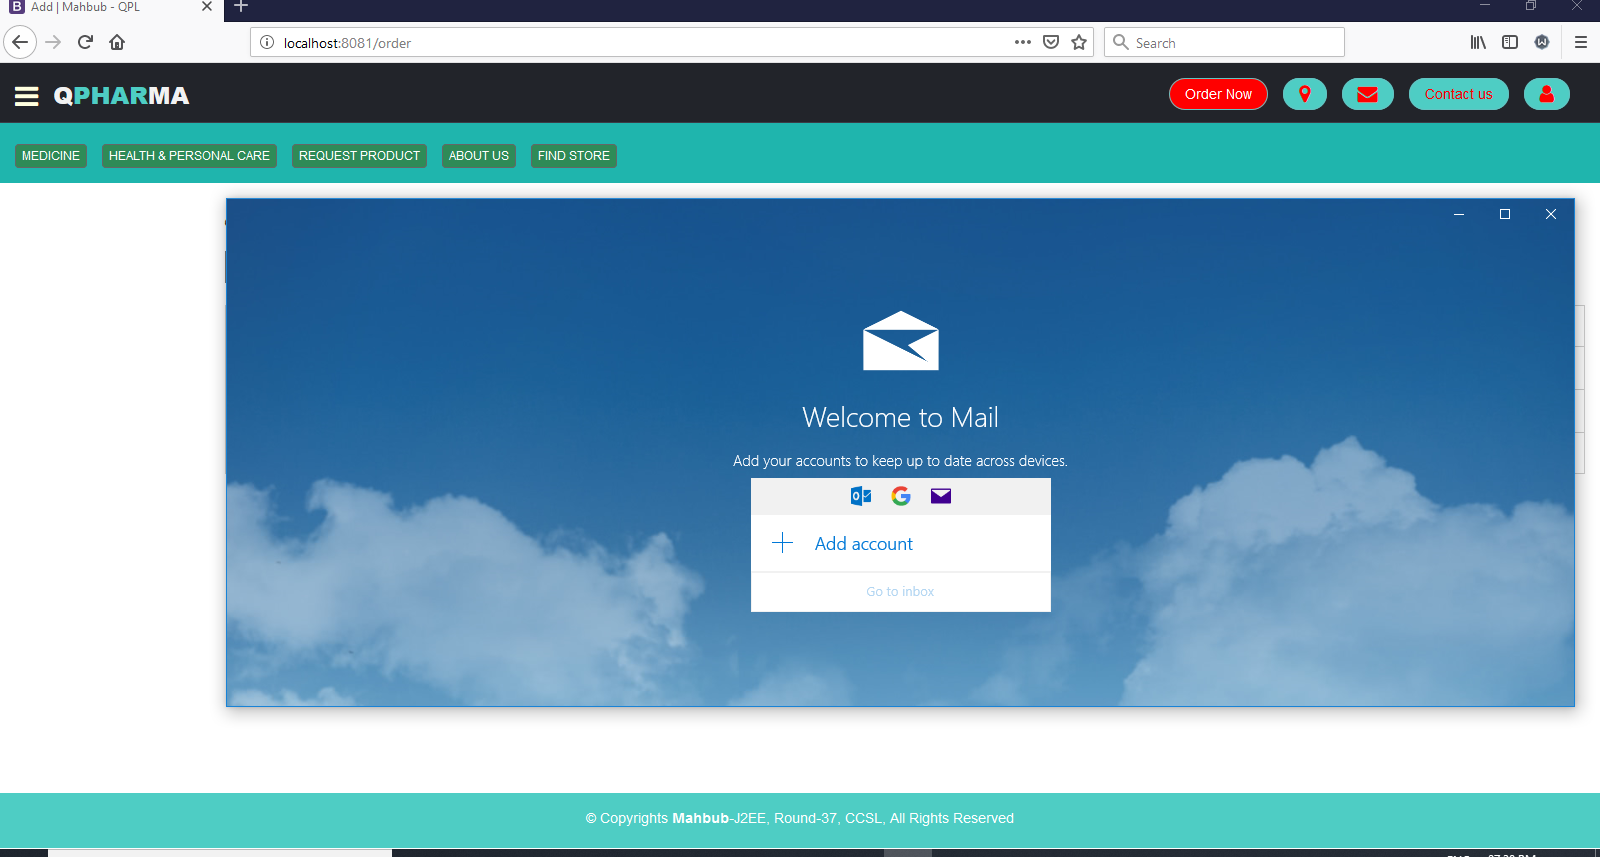 Add | Mahbub - QPL
localhost:8081/order
Search
QPHARMA
Order Now
Contact us
MEDICINE
HEALTH & PERSONAL CARE
REQUEST PRODUCT
ABOUT US
FIND STORE
Welcome to Mail
Add your accounts to keep up to date across devices.
Add account
Go to inbox
© Copyrights Mahbub-J2EE, Round-37, CCSL, All Rights Reserved